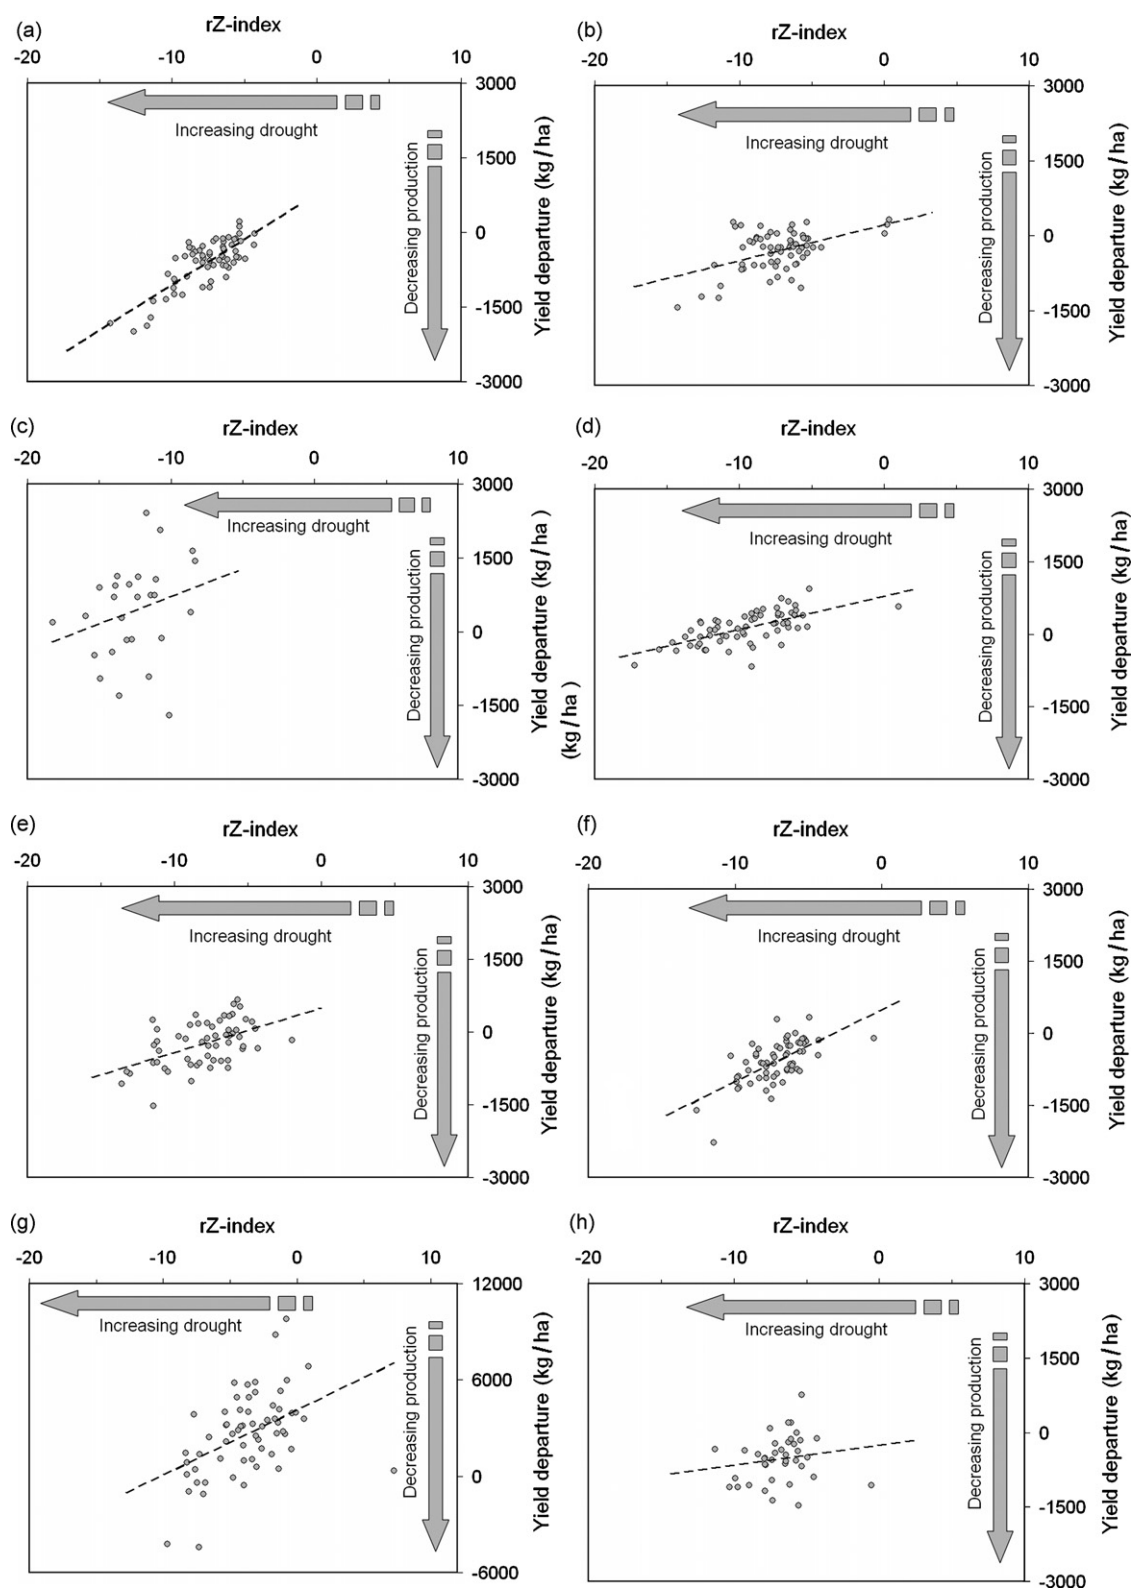 (a)
rZ-index
-20 -10 0 10
3000
1500
0
-1500
-3000
Increasing drought
Decreasing production
Yield departure (kg/ha)
(b)
rZ-index
-20 -10 0 10
3000
1500
0
-1500
-3000
Increasing drought
Decreasing production
Yield departure (kg/ha)
(c)
rZ-index
-20 -10 0 10
3000
1500
0
-1500
-3000
Increasing drought
Decreasing production
Yield departure (kg/ha)
(kg/ha)
(d)
rZ-index
-20 -10 0 10
3000
1500
0
-1500
-3000
Increasing drought
Decreasing production
Yield departure (kg/ha)
(e)
rZ-index
-20 -10 0 10
3000
1500
0
-1500
-3000
Increasing drought
Decreasing production
Yield departure (kg/ha)
(f)
rZ-index
-20 -10 0 10
3000
1500
0
-1500
-3000
Increasing drought
Decreasing production
Yield departure (kg/ha)
(g)
rZ-index
-20 -10 0 10
12000
6000
0
-6000
Increasing drought
Decreasing production
Yield departure (kg/ha)
(h)
rZ-index
-20 -10 0 10
3000
1500
0
-1500
-3000
Increasing drought
Decreasing production
Yield departure (kg/ha)